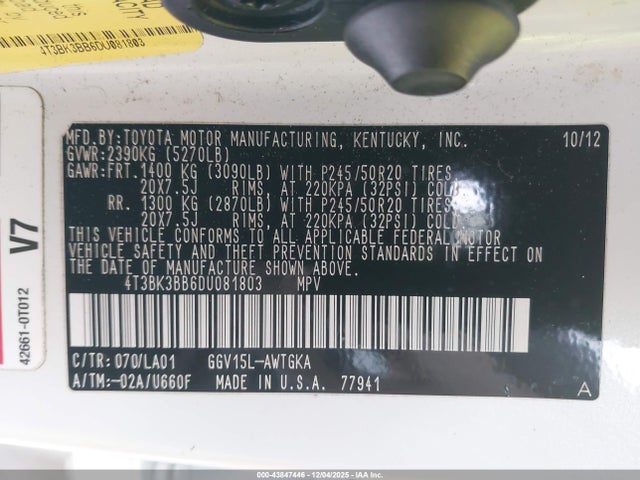 4T3BK3BB6DU081803
V7
42661-0T012
MFD.BY:TOYOTA MOTOR MANUFACTURING, KENTUCKY, INC. 10/12
GVWR:2390KG (5270LB)
GAWR:FRT.1400 KG (3090LB) WITH P245/50R20 TIRES
20X7.5J RIMS, AT 220KPA (32PSI) COLD
RR. 1300 KG (2870LB) WITH P245/50R20 TIRES
20X7.5J RIMS, AT 220KPA (32PSI) COLD
THIS VEHICLE CONFORMS TO ALL APPLICABLE FEDERAL MOTOR
VEHICLE SAFETY AND THEFT PREVENTION STANDARDS IN EFFECT ON
THE DATE OF MANUFACTURE SHOWN ABOVE.
4T3BK3BB6DU081803 MPV
C/TR:070/LA01 GGV15L-AWTGKA
A/TM:-02A/U660F MADE IN U.S.A. 77941
A
00-43847446 - 12/04/2025 - IAAI.COM